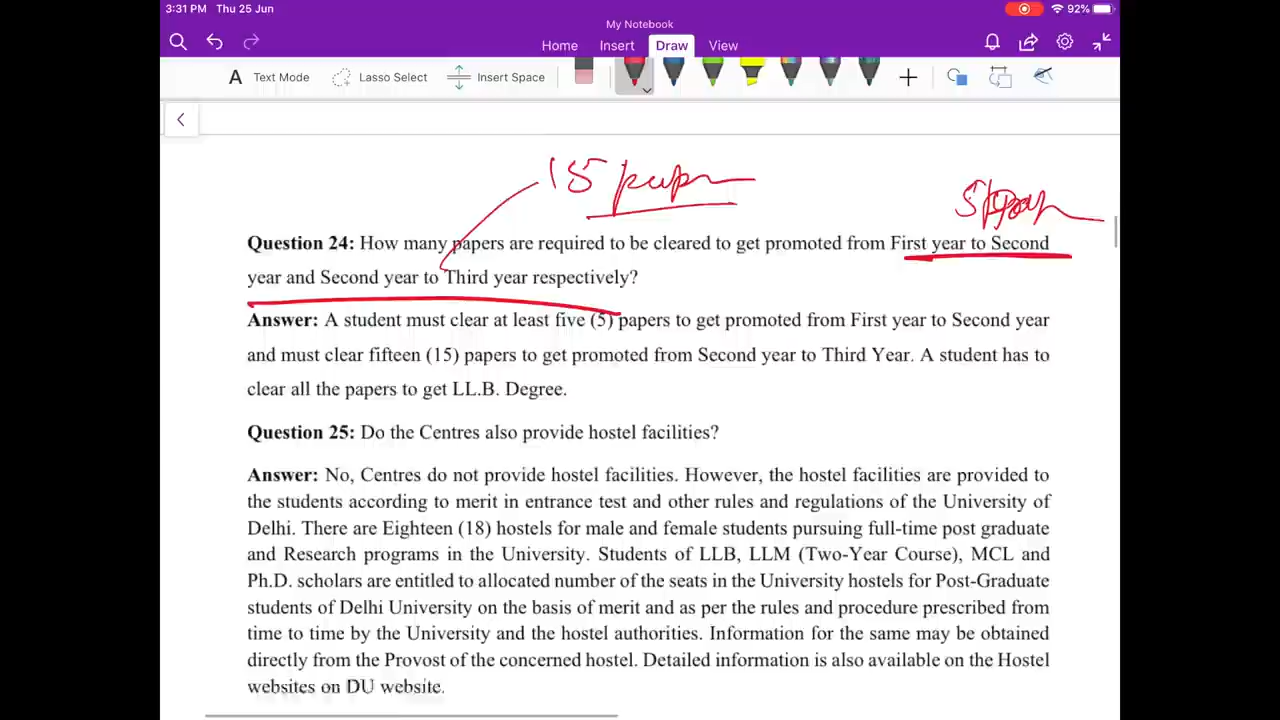 3:31 PM Thu 25 Jun
92%
My Notebook
Home Insert Draw View
A Text Mode Lasso Select Insert Space
15 paper
5
Question 24: How many papers are required to be cleared to get promoted from First year to Second
year and Second year to Third year respectively?
Answer: A student must clear at least five (5) papers to get promoted from First year to Second year
and must clear fifteen (15) papers to get promoted from Second year to Third Year. A student has to
clear all the papers to get LL.B. Degree.
Question 25: Do the Centres also provide hostel facilities?
Answer: No, Centres do not provide hostel facilities. However, the hostel facilities are provided to
the students according to merit in entrance test and other rules and regulations of the University of
Delhi. There are Eighteen (18) hostels for male and female students pursuing full-time post graduate
and Research programs in the University. Students of LLB, LLM (Two-Year Course), MCL and
Ph.D. scholars are entitled to allocated number of the seats in the University hostels for Post-Graduate
students of Delhi University on the basis of merit and as per the rules and procedure prescribed from
time to time by the University and the hostel authorities. Information for the same may be obtained
directly from the Provost of the concerned hostel. Detailed information is also available on the Hostel
websites on DU website.